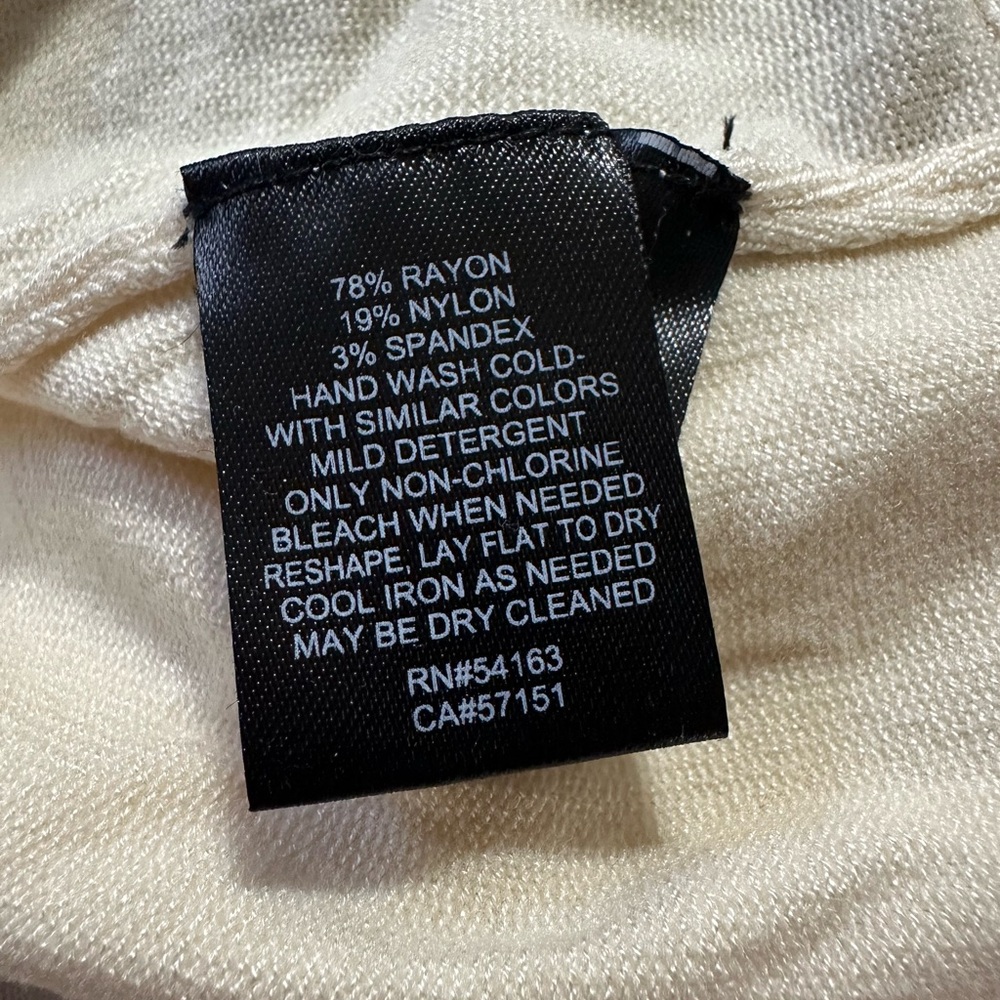 78% RAYON
19% NYLON
3% SPANDEX
HAND WASH COLD-
WITH SIMILAR COLORS
MILD DETERGENT
ONLY NON-CHLORINE
BLEACH WHEN NEEDED
RESHAPE, LAY FLAT TO DRY
COOL IRON AS NEEDED
MAY BE DRY CLEANED
RN#54163
CA#57151